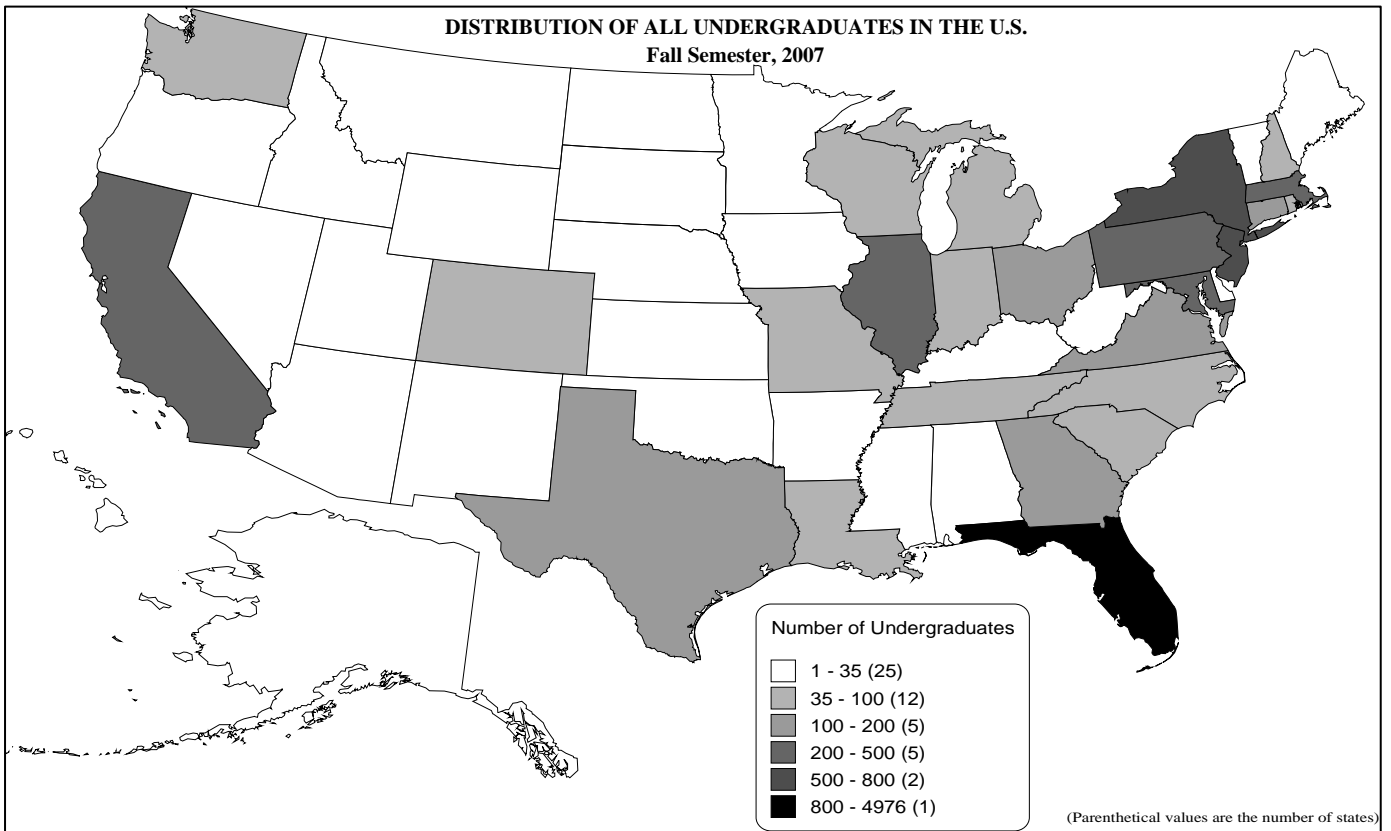 DISTRIBUTION OF ALL UNDERGRADUATES IN THE U.S.
Fall Semester, 2007
Number of Undergraduates
1 - 35 (25)
35 - 100 (12)
100 - 200 (5)
200 - 500 (5)
500 - 800 (2)
800 - 4976 (1)
(Parenthetical values are the number of states)